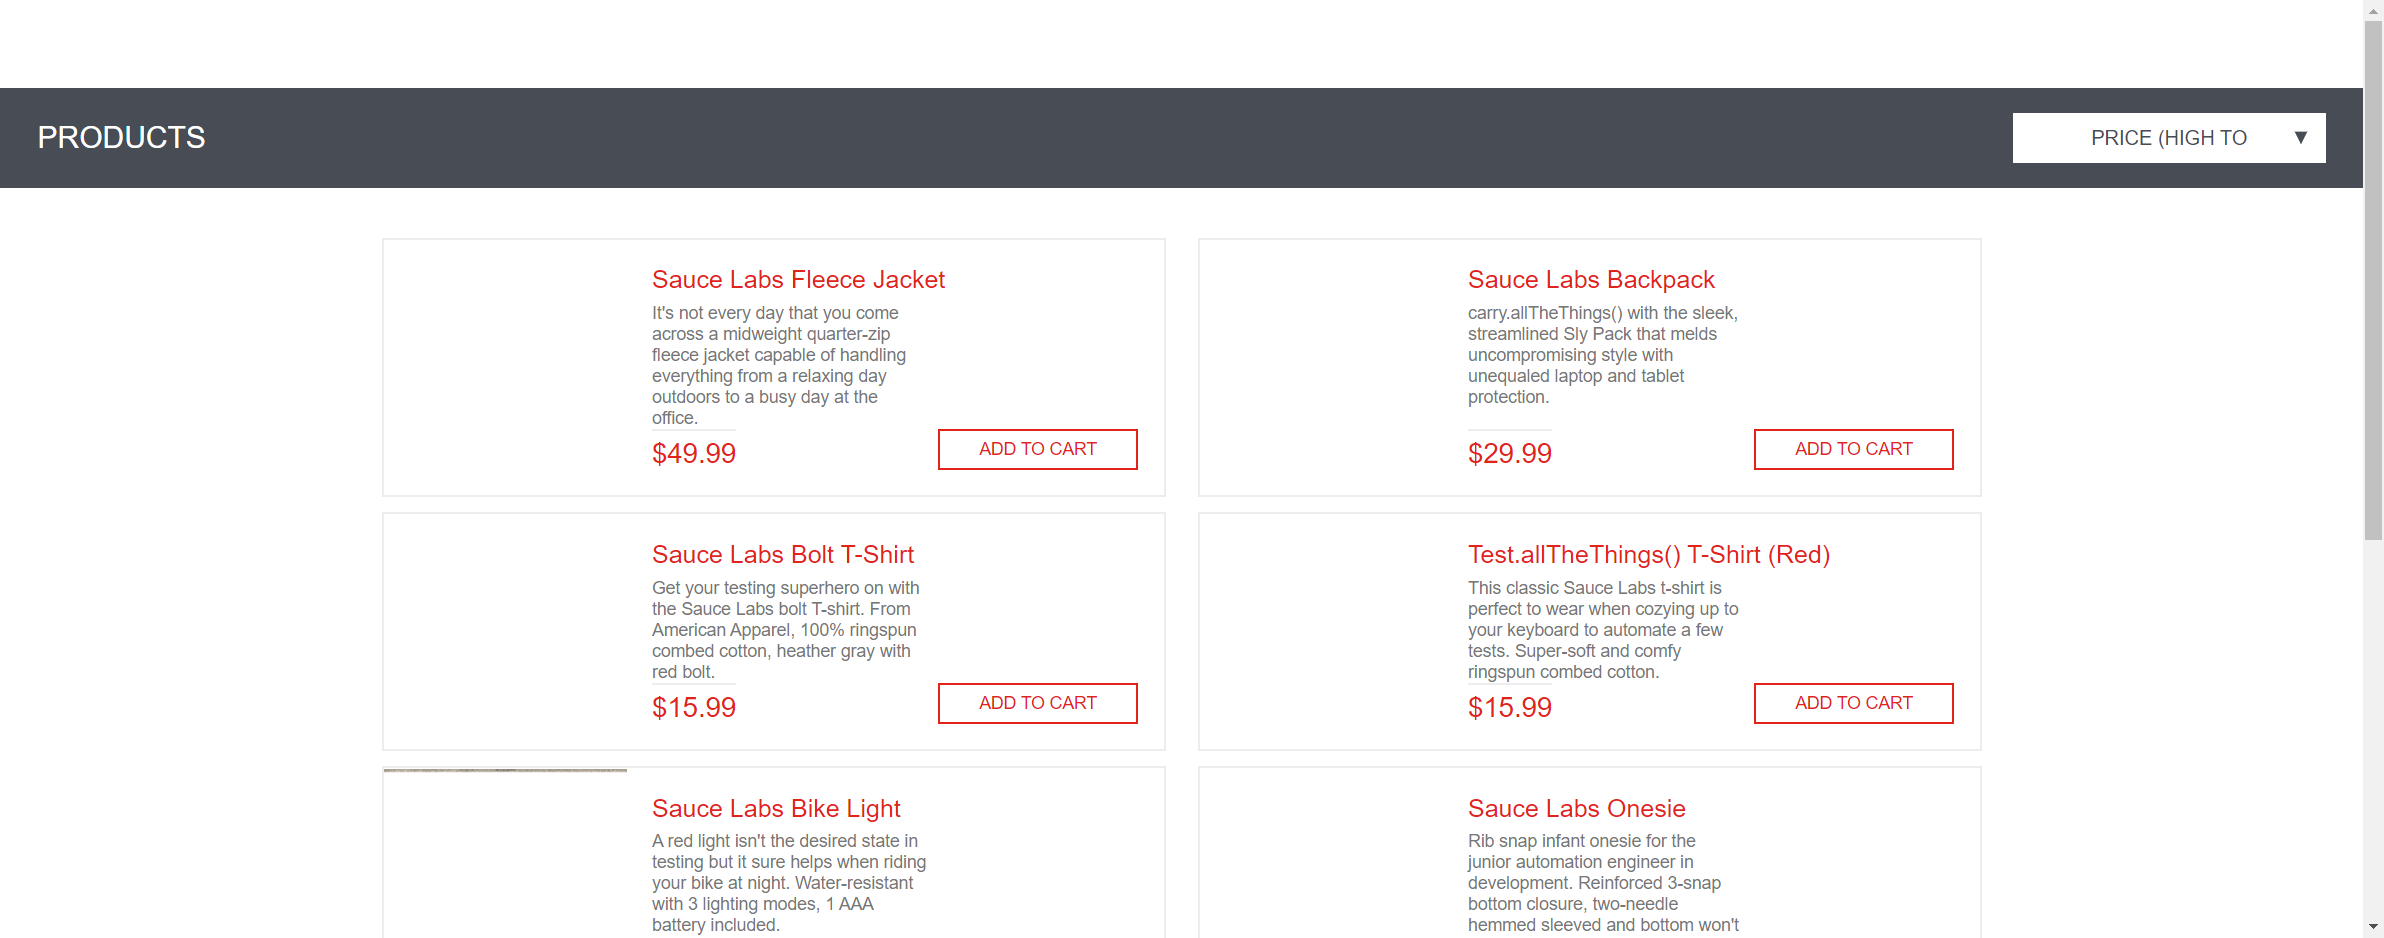 PRODUCTS
PRICE (HIGH TO
Sauce Labs Fleece Jacket
It's not every day that you come
across a midweight quarter-zip
fleece jacket capable of handling
everything from a relaxing day
outdoors to a busy day at the
office.
$49.99
ADD TO CART
Sauce Labs Backpack
carry.allTheThings() with the sleek,
streamlined Sly Pack that melds
uncompromising style with
unequaled laptop and tablet
protection.
$29.99
ADD TO CART
Sauce Labs Bolt T-Shirt
Get your testing superhero on with
the Sauce Labs bolt T-shirt. From
American Apparel, 100% ringspun
combed cotton, heather gray with
red bolt.
$15.99
ADD TO CART
Test.allTheThings() T-Shirt (Red)
This classic Sauce Labs t-shirt is
perfect to wear when cozying up to
your keyboard to automate a few
tests. Super-soft and comfy
ringspun combed cotton.
$15.99
ADD TO CART
Sauce Labs Bike Light
A red light isn't the desired state in
testing but it sure helps when riding
your bike at night. Water-resistant
with 3 lighting modes, 1 AAA
battery included.
Sauce Labs Onesie
Rib snap infant onesie for the
junior automation engineer in
development. Reinforced 3-snap
bottom closure, two-needle
hemmed sleeved and bottom won't